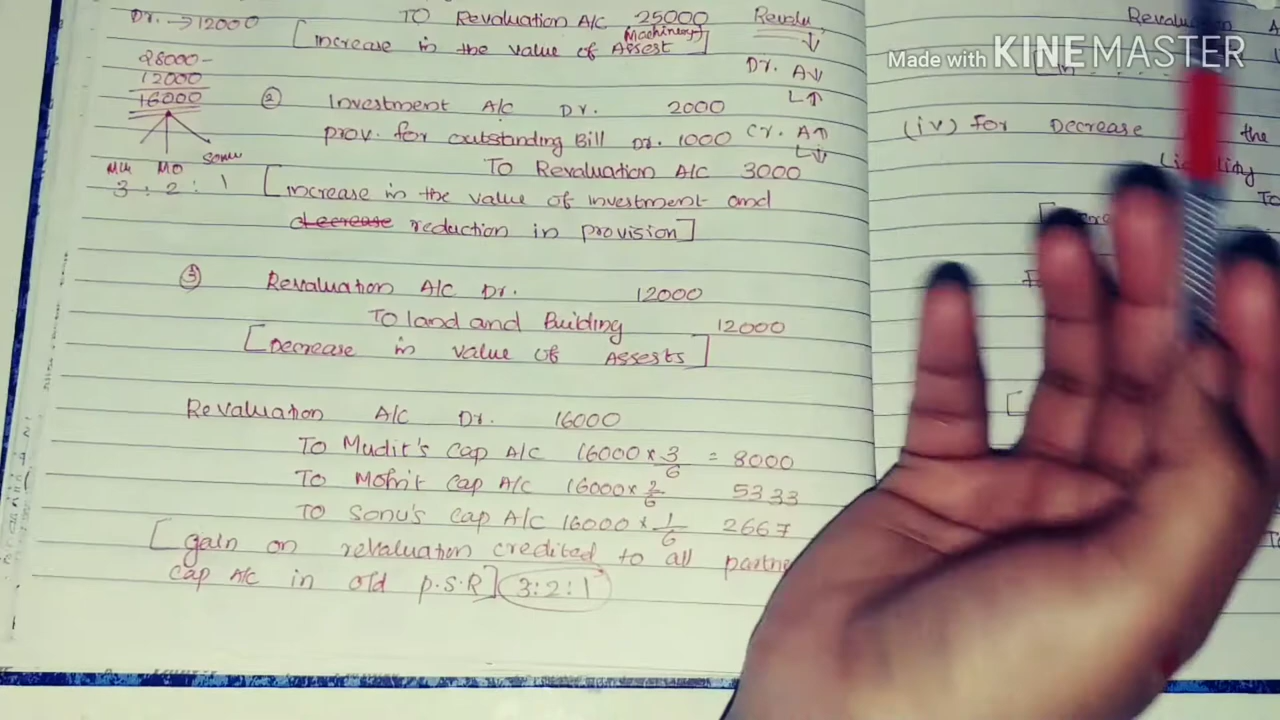 Dr. → 12000
TO Revaluation A/C 25000
[Increase in the value of Machinery Assest]
28000 -
12000
16000
Mu Mo Sonu
3 : 2 : 1
② Investment A/C Dr. 2000
prov. for outstanding Bill Dr. 1000
TO Revaluation A/C 3000
[Increase in the value of investment and
decrease reduction in provision]
③ Revaluation A/C Dr. 12000
To land and Building 12000
[Decrease in value of Assests]
Revaluation A/C Dr. 16000
To Mudit's cap A/C 16000 × 3/6 = 8000
To Mohit cap A/C 16000 × 2/6 5333
To Sonu's cap A/C 16000 × 1/6 2667
[gain on revaluation credited to all partne
cap A/c in old P.S.R] 3:2:1
Revalu
↓
Dr. A↓
L↑
Cr. A↑
L↓
Made with KINEMASTER
Revaluation A
(iv) For Decrease the
Liability
To